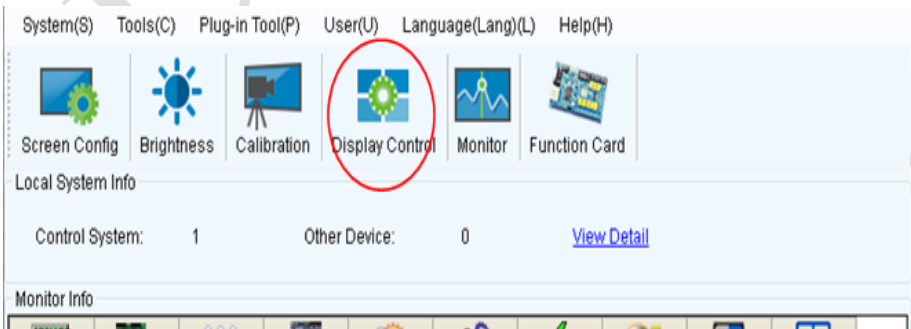 System(S) Tools(C) Plug-in Tool(P) User(U) Language(Lang)(L) Help(H)
Screen Config Brightness Calibration Display Control Monitor Function Card
Local System Info
Control System: 1 Other Device: 0 View Detail
Monitor Info